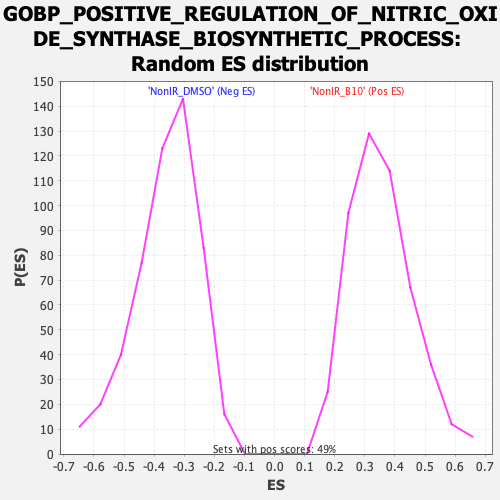 GOBP_POSITIVE_REGULATION_OF_NITRIC_OXI
DE_SYNTHASE_BIOSYNTHETIC_PROCESS:
Random ES distribution
'NonIR_DMSO' (Neg ES) 'NonIR_B10' (Pos ES)
150
140
130
120
110
100
90
80
70
60
50
40
30
20
10
0
P(ES)
Sets with pos scores: 49%
-0.7 -0.6 -0.5 -0.4 -0.3 -0.2 -0.1 0.0 0.1 0.2 0.3 0.4 0.5 0.6 0.7
ES